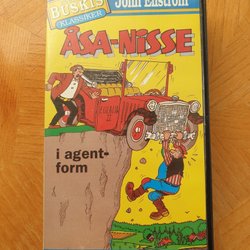 BUSKIS
KLASSIKER
John Elfström
ÅSA-NISSE
i agent-
form